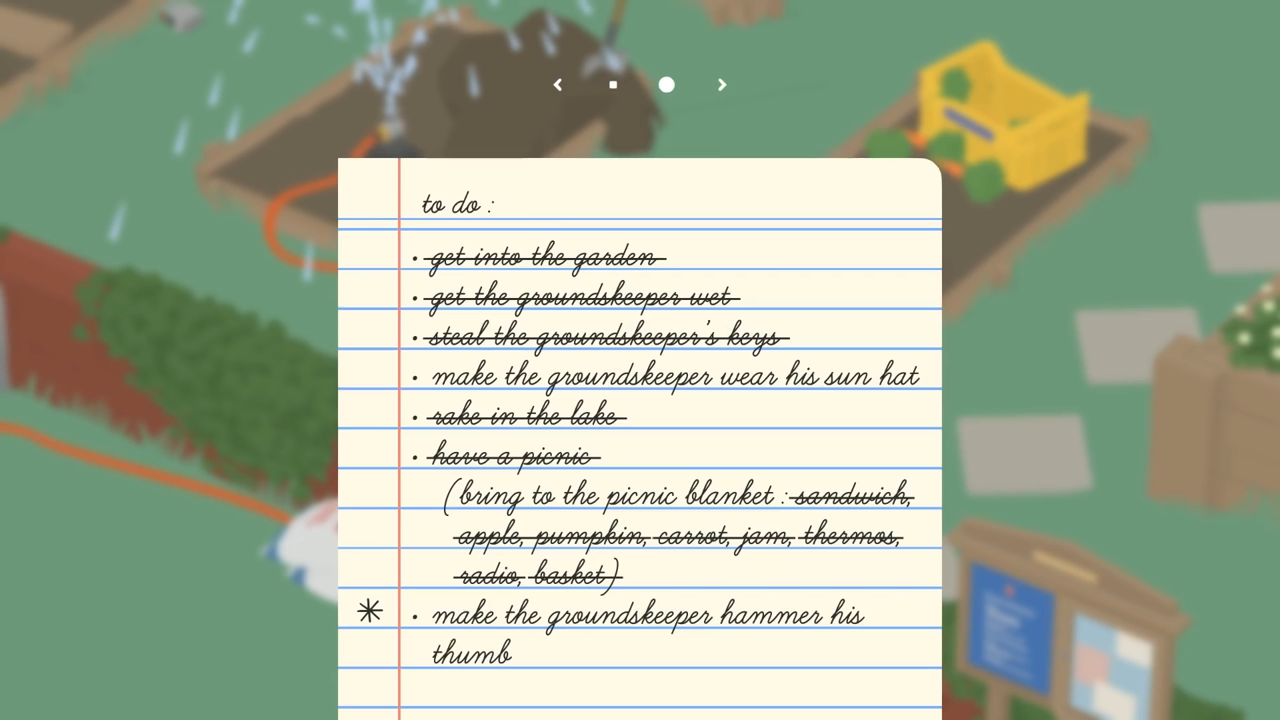 to do :
• get into the garden
• get the groundskeeper wet
• steal the groundskeeper's keys
• make the groundskeeper wear his sun hat
• rake in the lake
• have a picnic
(bring to the picnic blanket : sandwich,
apple, pumpkin, carrot, jam, thermos,
radio, basket)
* • make the groundskeeper hammer his
thumb